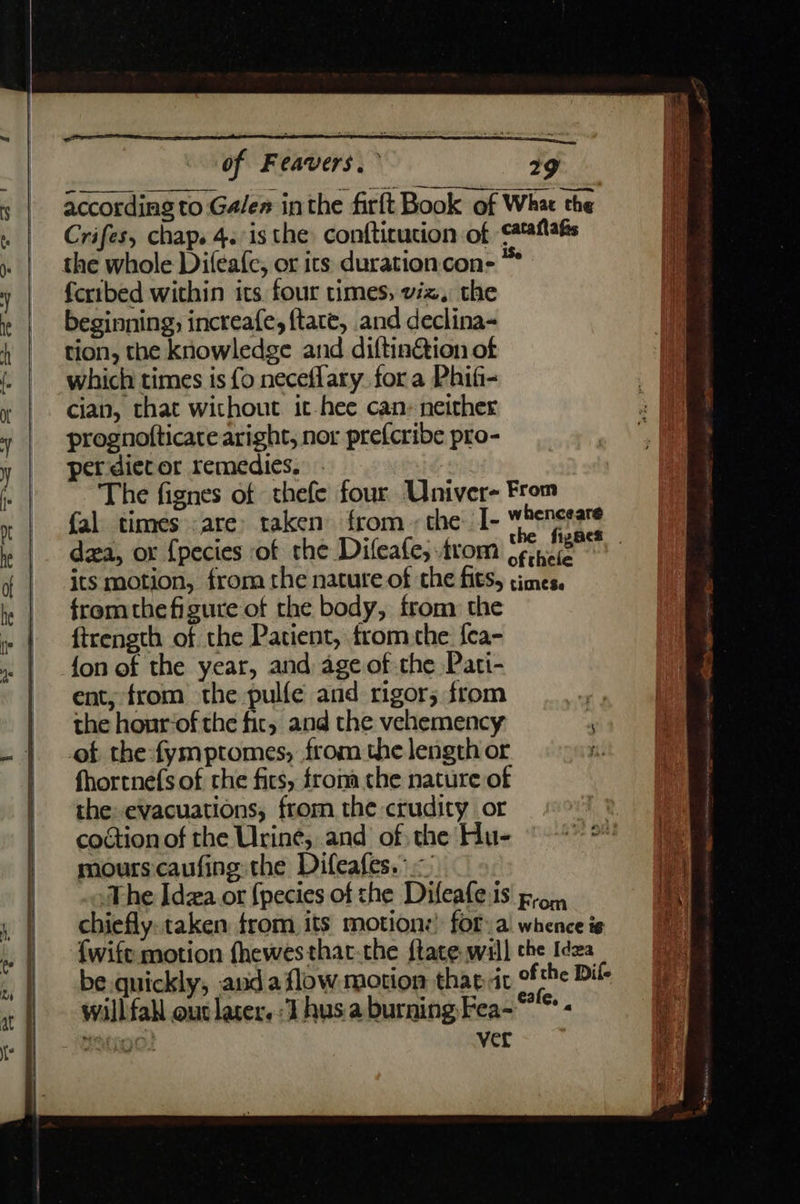 of Feavers. 29
according to Galen in the firſt Book of
Criſes, chap. 4. is the conſtitution of
the whole Diſeaſe, or its duration con-
ſcribed within its four times, viz. the
beginning, increaſe, ſtate, and declina-
tion, the knowledge and diſtinction of
which times is ſo neceſſary for a Phiſi-
cian, that without it hee can neither
prognoſticate aright, nor preſcribe pro-
per diet or remedies.
The ſignes of theſe four Univer-
ſal times are taken from the I-
dæa, or ſpecies of the Diſeaſe, from
its motion, from the nature of the fits,
from the figure of the body, from the
ſtrength of the Patient, from the ſea-
ſon of the year, and age of the Pati-
ent, from the pulſe and rigor, from
the hour of the fit, and the vehemency
of the ſymptomes, from the length or
ſhortneſs of the fits, from the nature of
the evacuations, from the crudity or
coction of the Urine, and of the Hu-
mours cauſing the Diſeaſes.
The Idæa or ſpecies of the Diſeaſe is
chiefly taken from its motion: for a
ſwift motion ſhewes that the ſtate will
be quickly, and a ſlow motion that it
will fall out later. Thus a burning Fea-
ver
What the
cataſtaſis
is.
From
whence are
the ſignes
of theſe
times.
From
whence is
the Idæa
of the Diſ-
eaſe.